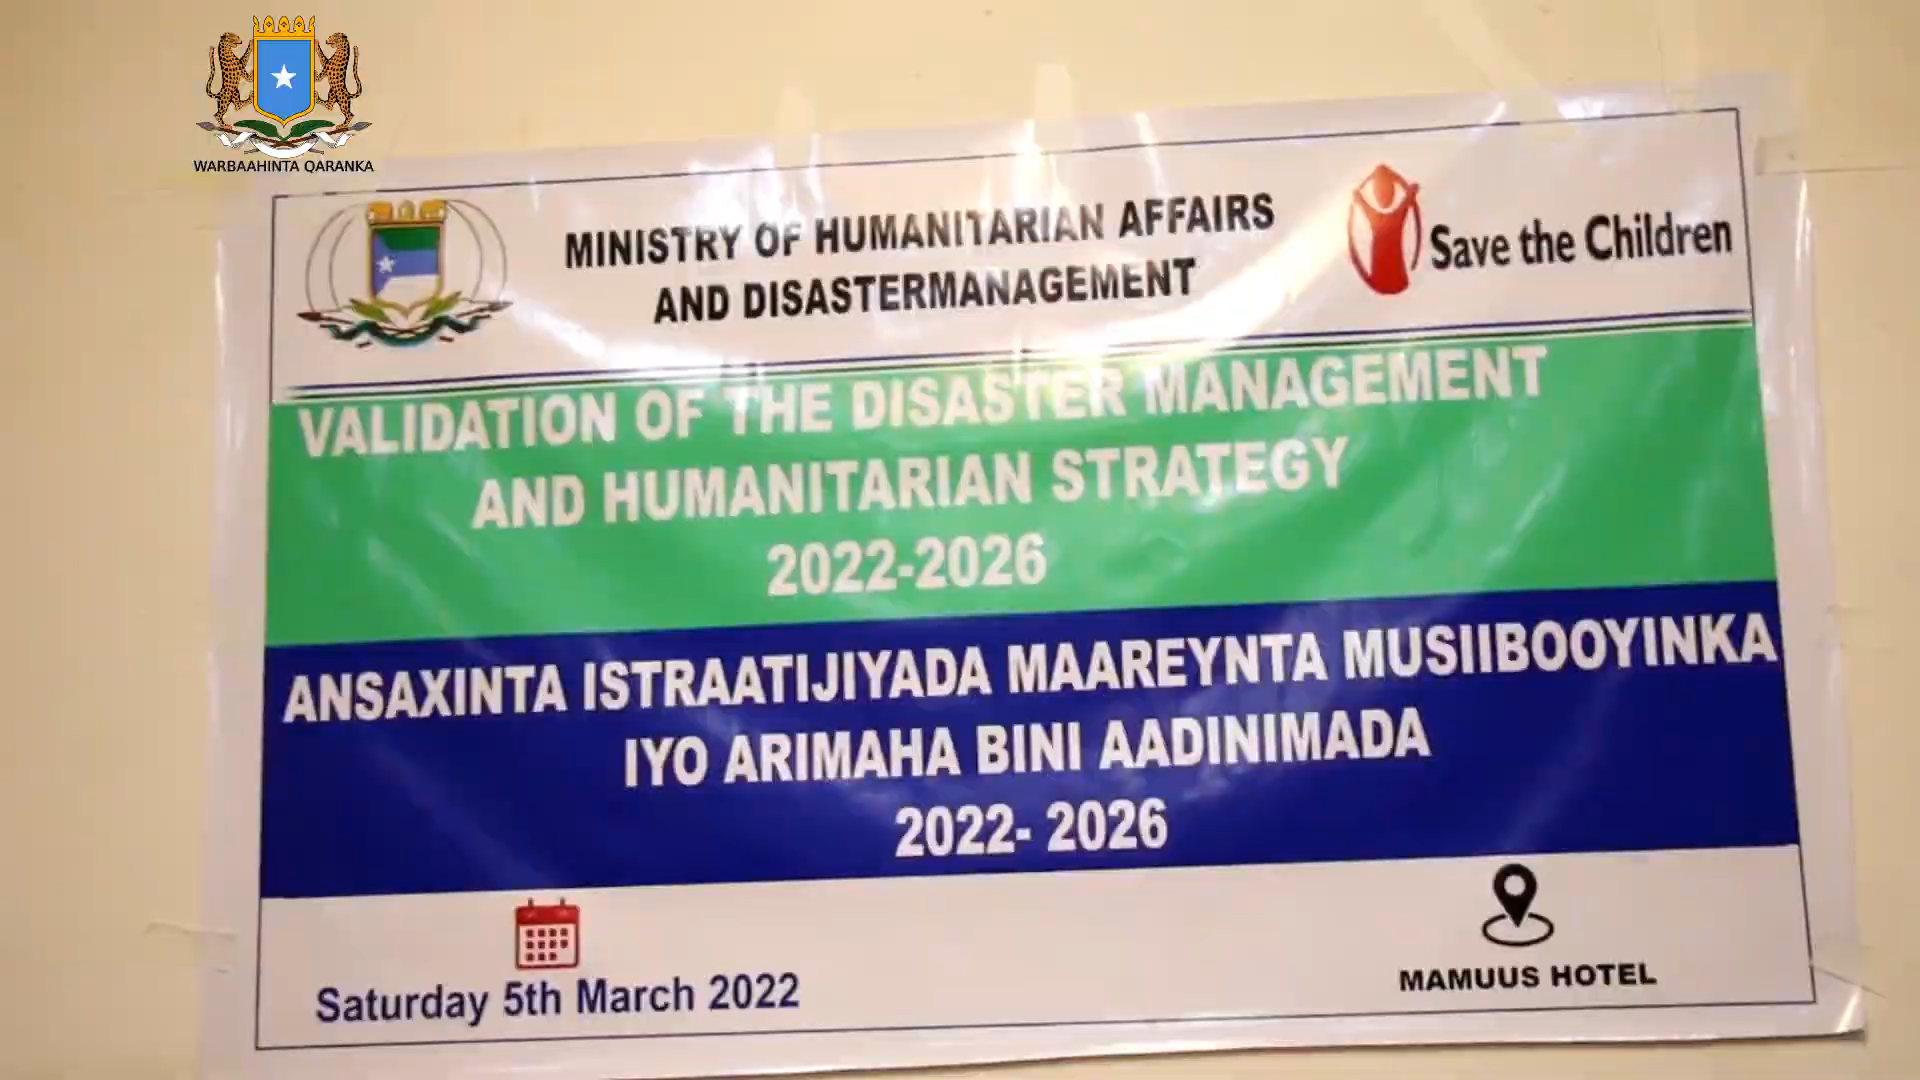 WARBAAHINTA QARANKA
MINISTRY OF HUMANITARIAN AFFAIRS
AND DISASTERMANAGEMENT
Save the Children
VALIDATION OF THE DISASTER MANAGEMENT
AND HUMANITARIAN STRATEGY
2022-2026
ANSAXINTA ISTRAATIJIYADA MAAREYNTA MUSIIBOOYINKA
IYO ARIMAHA BINI AADINIMADA
2022- 2026
Saturday 5th March 2022
MAMUUS HOTEL